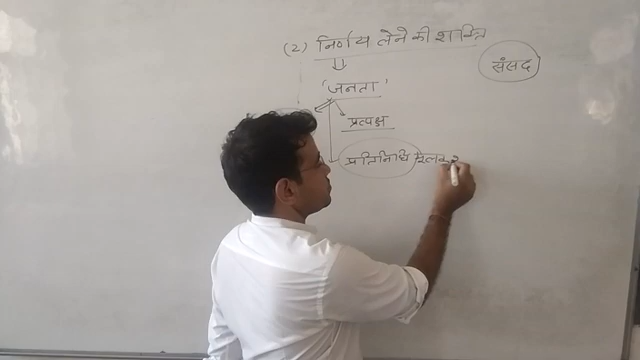 (2) निर्णय लेने की शक्ति
संसद
'जनता'
प्रत्यक्ष
प्रतिनिधि